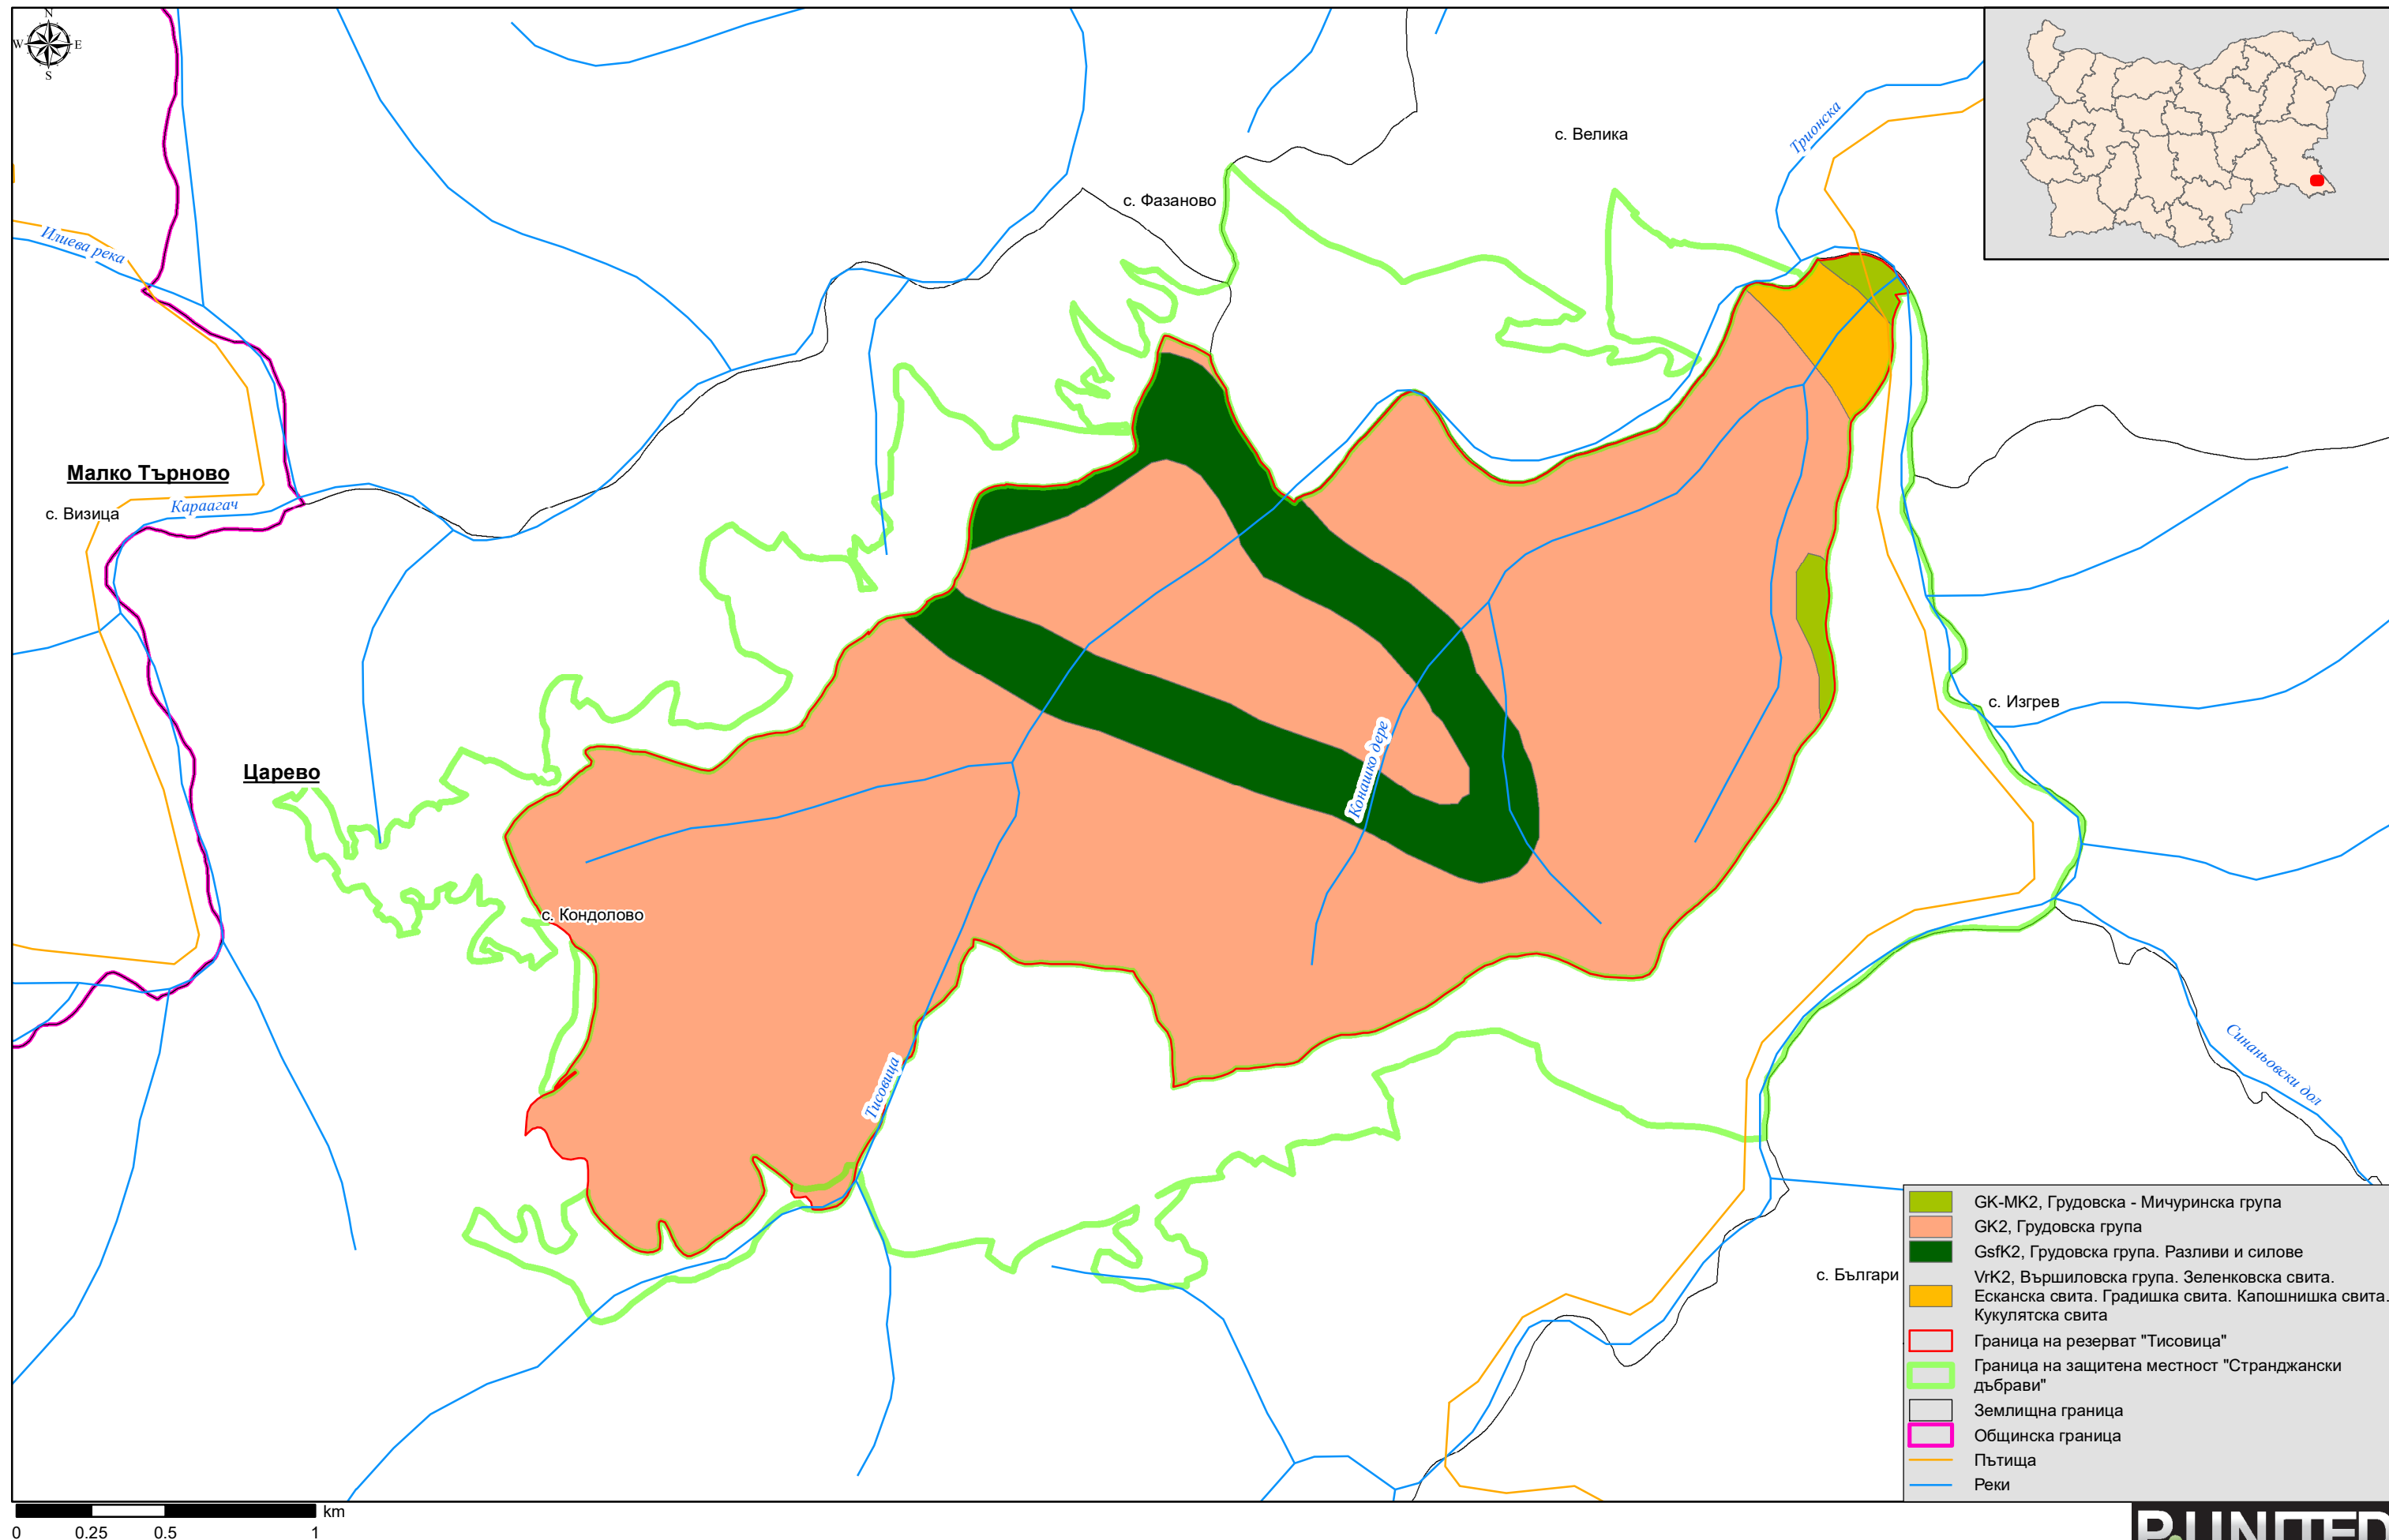 N
W
E
S
с. Велика
Трионска
с. Фазаново
Илиева река
Малко Търново
с. Визица
Караагач
с. Изгрев
Царево
Конашко дере
с. Кондолово
Синаньовски дол
Тисовица
с. Българи
GK-MK2, Грудовска - Мичуринска група
GK2, Грудовска група
GsfK2, Грудовска група. Разливи и силове
VrK2, Вършиловска група. Зеленковска свита.
Есканска свита. Градишка свита. Капошнишка свита.
Кукулятска свита
Граница на резерват "Тисовица"
Граница на защитена местност "Странджански
дъбрави"
Землищна граница
Общинска граница
Пътища
Реки
km
0 0.25 0.5 1
P.UNITED